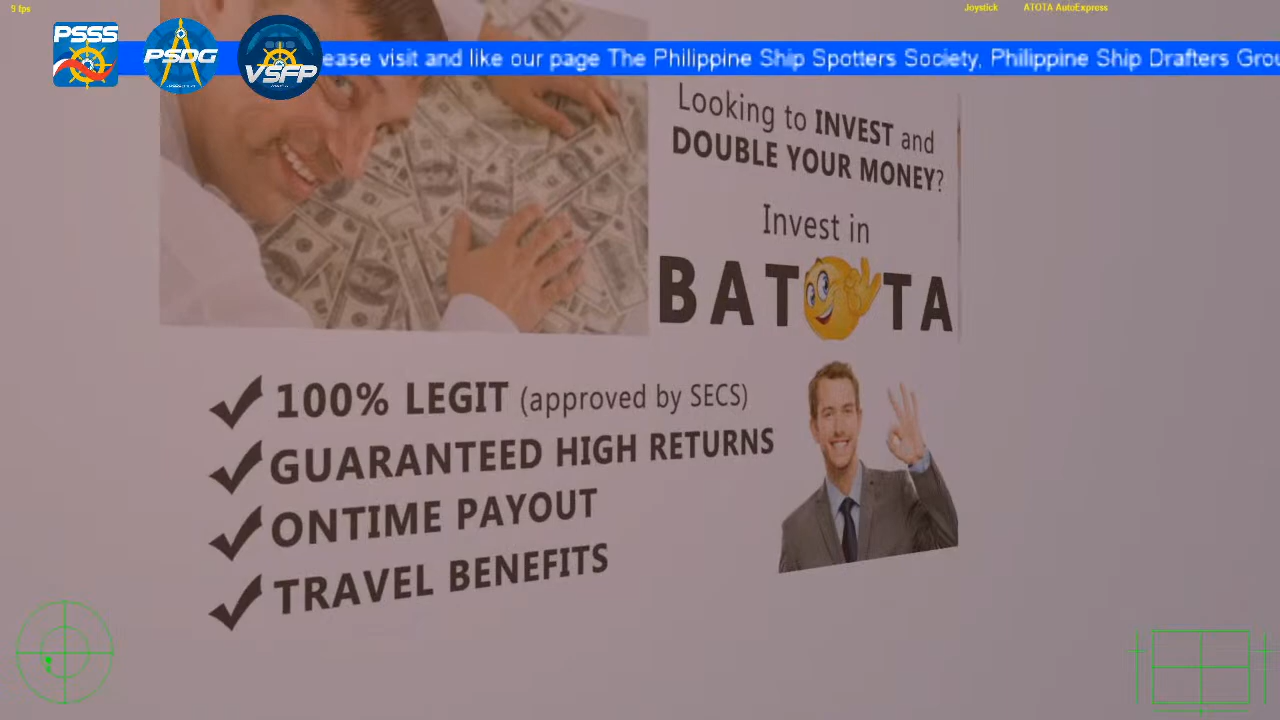 9 fps
Joystick
ATOTA AutoExpress
PSSS
PSDG
VSFP
ease visit and like our page The Philippine Ship Spotters Society, Philippine Ship Drafters Grou
Looking to INVEST and
DOUBLE YOUR MONEY?
Invest in
BATOTA
100% LEGIT (approved by SECS)
GUARANTEED HIGH RETURNS
ONTIME PAYOUT
TRAVEL BENEFITS